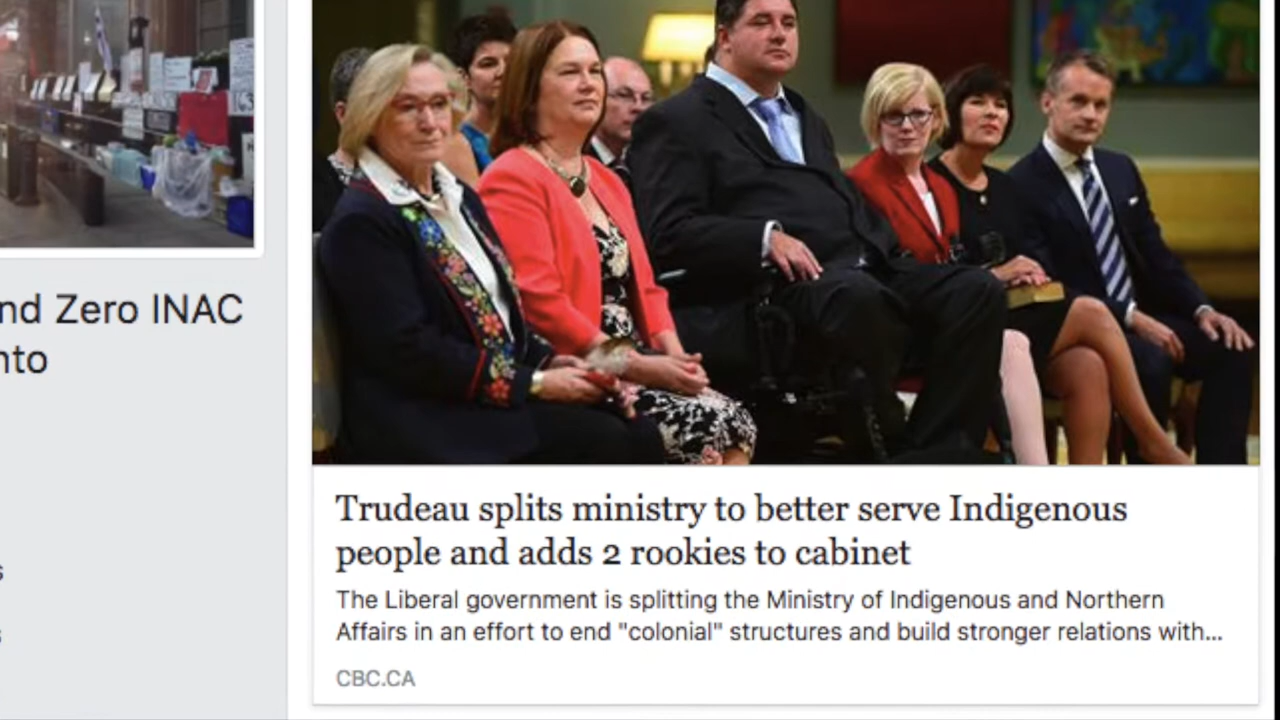 nd Zero INAC
nto
s
s
Trudeau splits ministry to better serve Indigenous
people and adds 2 rookies to cabinet
The Liberal government is splitting the Ministry of Indigenous and Northern
Affairs in an effort to end "colonial" structures and build stronger relations with...
CBC.CA